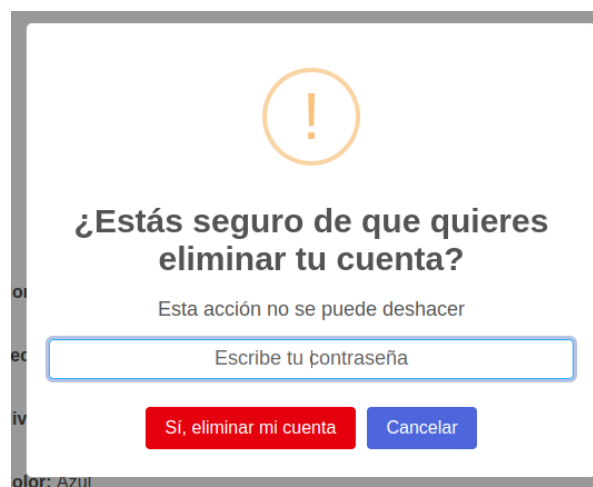 !
¿Estás seguro de que quieres
eliminar tu cuenta?
Esta acción no se puede deshacer
Escribe tu contraseña
Sí, eliminar mi cuenta
Cancelar
Azul